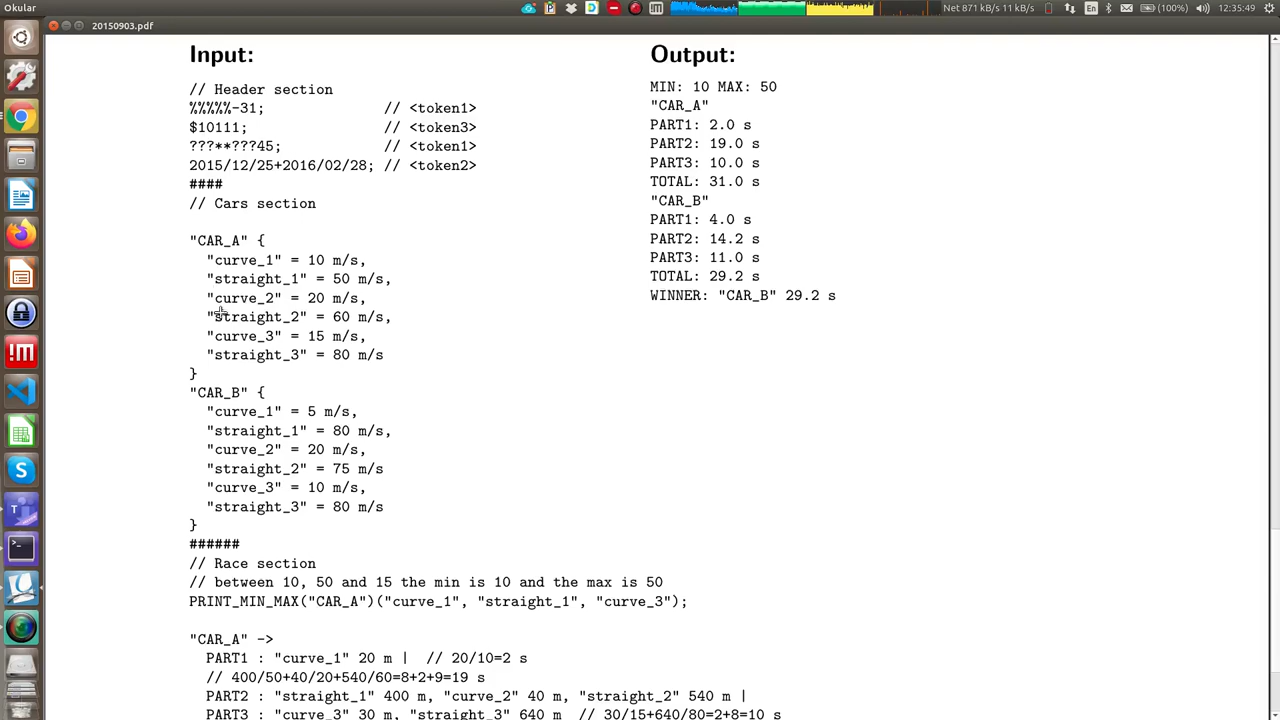 Okular
Net 871 kB/s 11 kB/s
En
(100%)
12:35:49
20150903.pdf
Input:
// Header section
%%%%%-31; // <token1>
$10111; // <token3>
???**???45; // <token1>
2015/12/25+2016/02/28; // <token2>
####
// Cars section
"CAR_A" {
"curve_1" = 10 m/s,
"straight_1" = 50 m/s,
"curve_2" = 20 m/s,
"straight_2" = 60 m/s,
"curve_3" = 15 m/s,
"straight_3" = 80 m/s
}
"CAR_B" {
"curve_1" = 5 m/s,
"straight_1" = 80 m/s,
"curve_2" = 20 m/s,
"straight_2" = 75 m/s
"curve_3" = 10 m/s,
"straight_3" = 80 m/s
}
######
// Race section
// between 10, 50 and 15 the min is 10 and the max is 50
PRINT_MIN_MAX("CAR_A")("curve_1", "straight_1", "curve_3");
"CAR_A" ->
PART1 : "curve_1" 20 m | // 20/10=2 s
// 400/50+40/20+540/60=8+2+9=19 s
PART2 : "straight_1" 400 m, "curve_2" 40 m, "straight_2" 540 m |
PART3 : "curve_3" 30 m, "straight_3" 640 m // 30/15+640/80=2+8=10 s
Output:
MIN: 10 MAX: 50
"CAR_A"
PART1: 2.0 s
PART2: 19.0 s
PART3: 10.0 s
TOTAL: 31.0 s
"CAR_B"
PART1: 4.0 s
PART2: 14.2 s
PART3: 11.0 s
TOTAL: 29.2 s
WINNER: "CAR_B" 29.2 s